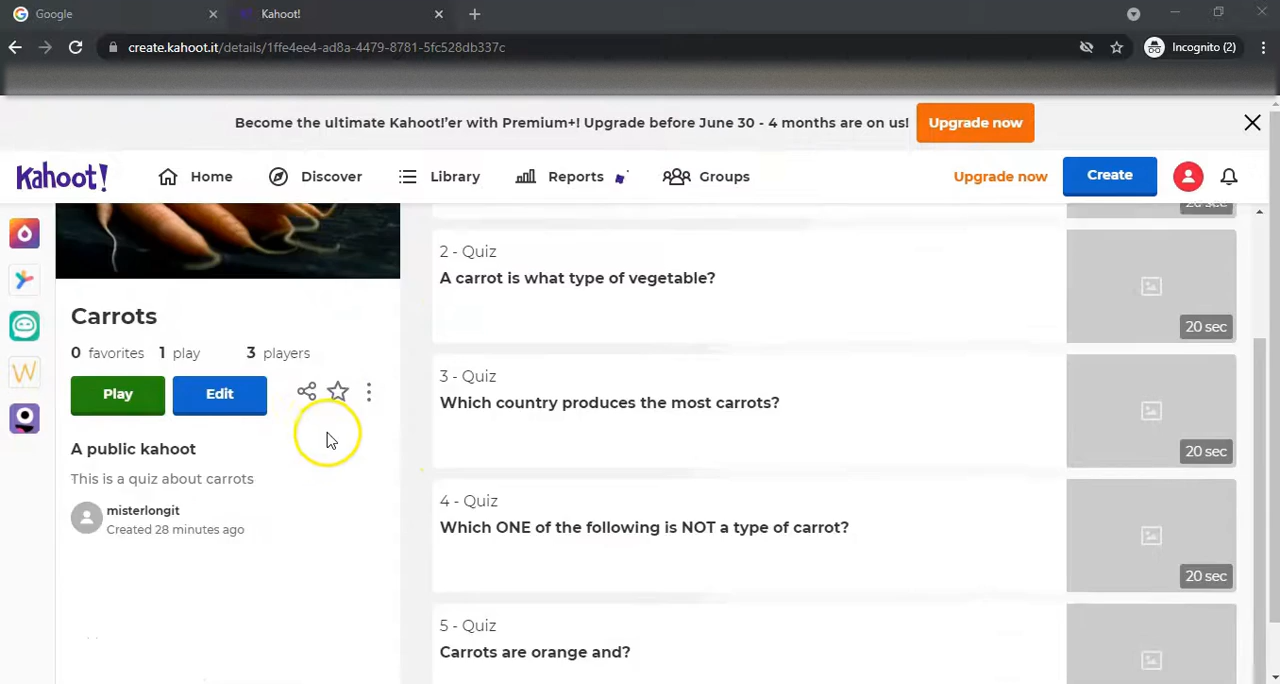 Google
Kahoot!
create.kahoot.it/details/1ffe4ee4-ad8a-4479-8781-5fc528db337c
Incognito (2)
Become the ultimate Kahoot!'er with Premium+! Upgrade before June 30 - 4 months are on us!
Upgrade now
Kahoot!
Home
Discover
Library
Reports
Groups
Upgrade now
Create
20 sec
2 - Quiz
A carrot is what type of vegetable?
20 sec
Carrots
0 favorites 1 play 3 players
Play
Edit
3 - Quiz
Which country produces the most carrots?
20 sec
A public kahoot
This is a quiz about carrots
misterlongit
Created 28 minutes ago
4 - Quiz
Which ONE of the following is NOT a type of carrot?
20 sec
5 - Quiz
Carrots are orange and?